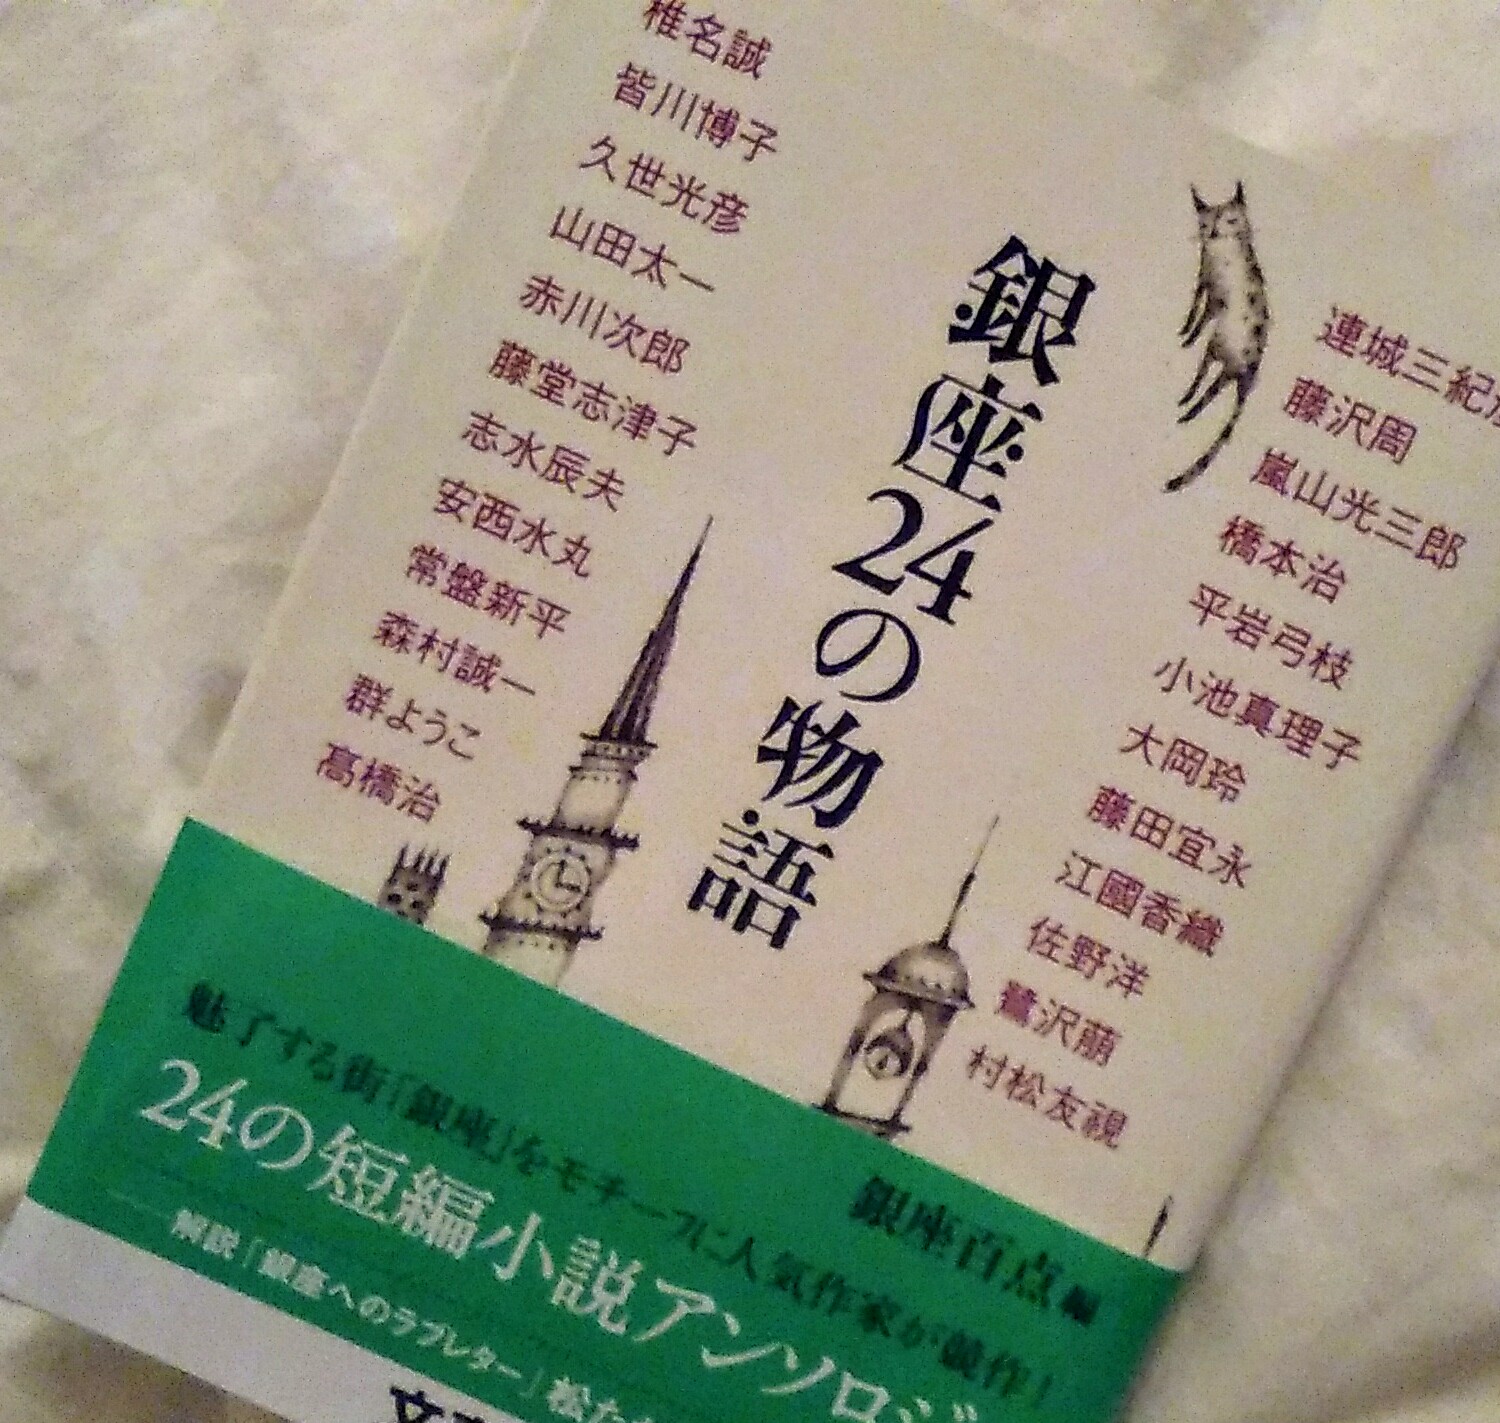 連城三紀
藤沢周
嵐山光三郎
橋本治
平岩弓枝
小池真理子
大岡玲
藤田宜永
江國香織
佐野洋
鷺沢萠
村松友視
銀座24の物語
椎名誠
皆川博子
久世光彦
山田太一
赤川次郎
藤堂志津子
志水辰夫
安西水丸
常盤新平
森村誠一
群ようこ
髙橋治
銀座百点 編
魅了する街「銀座」をモチーフに人気作家が競作!
24の短編小説アンソロジ
──解説「銀座へのラブレター」松た
文